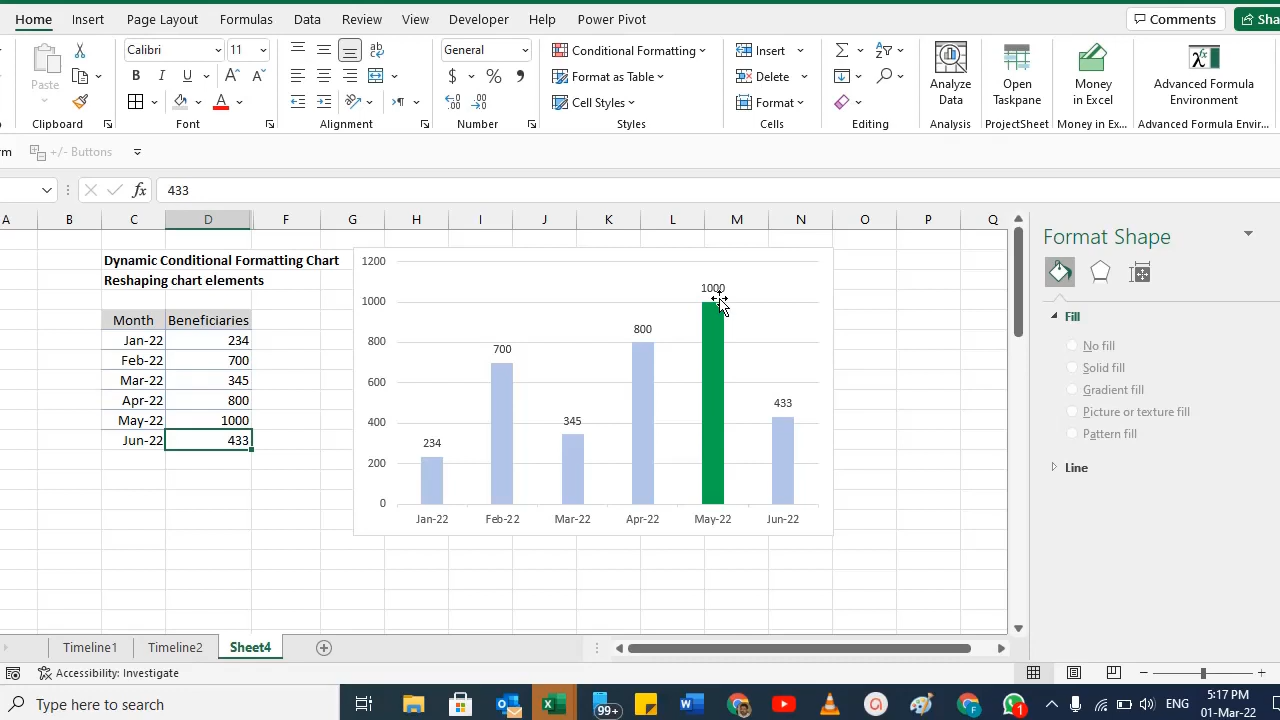 Home Insert Page Layout Formulas Data Review View Developer Help Power Pivot Comments Sha
Calibri 11 General Conditional Formatting Insert
Paste Format as Table Delete Analyze Data Open Taskpane Money in Excel Advanced Formula Environment
B I U A A $ % Cell Styles Format
Clipboard Font Alignment Number Styles Cells Editing Analysis ProjectSheet Money in Ex... Advanced Formula Envir...
rm +/- Buttons
fx 433
A B C D F G H I J K L M N O P Q
Dynamic Conditional Formatting Chart
Reshaping chart elements
Month Beneficiaries
Jan-22 234
Feb-22 700
Mar-22 345
Apr-22 800
May-22 1000
Jun-22 433
1200
1000
800
600
400
200
0
234 700 345 800 1000 433
Jan-22 Feb-22 Mar-22 Apr-22 May-22 Jun-22
Format Shape
Fill
No fill
Solid fill
Gradient fill
Picture or texture fill
Pattern fill
Line
Timeline1 Timeline2 Sheet4
Accessibility: Investigate
Type here to search 99+ 1 ENG 5:17 PM
01-Mar-22